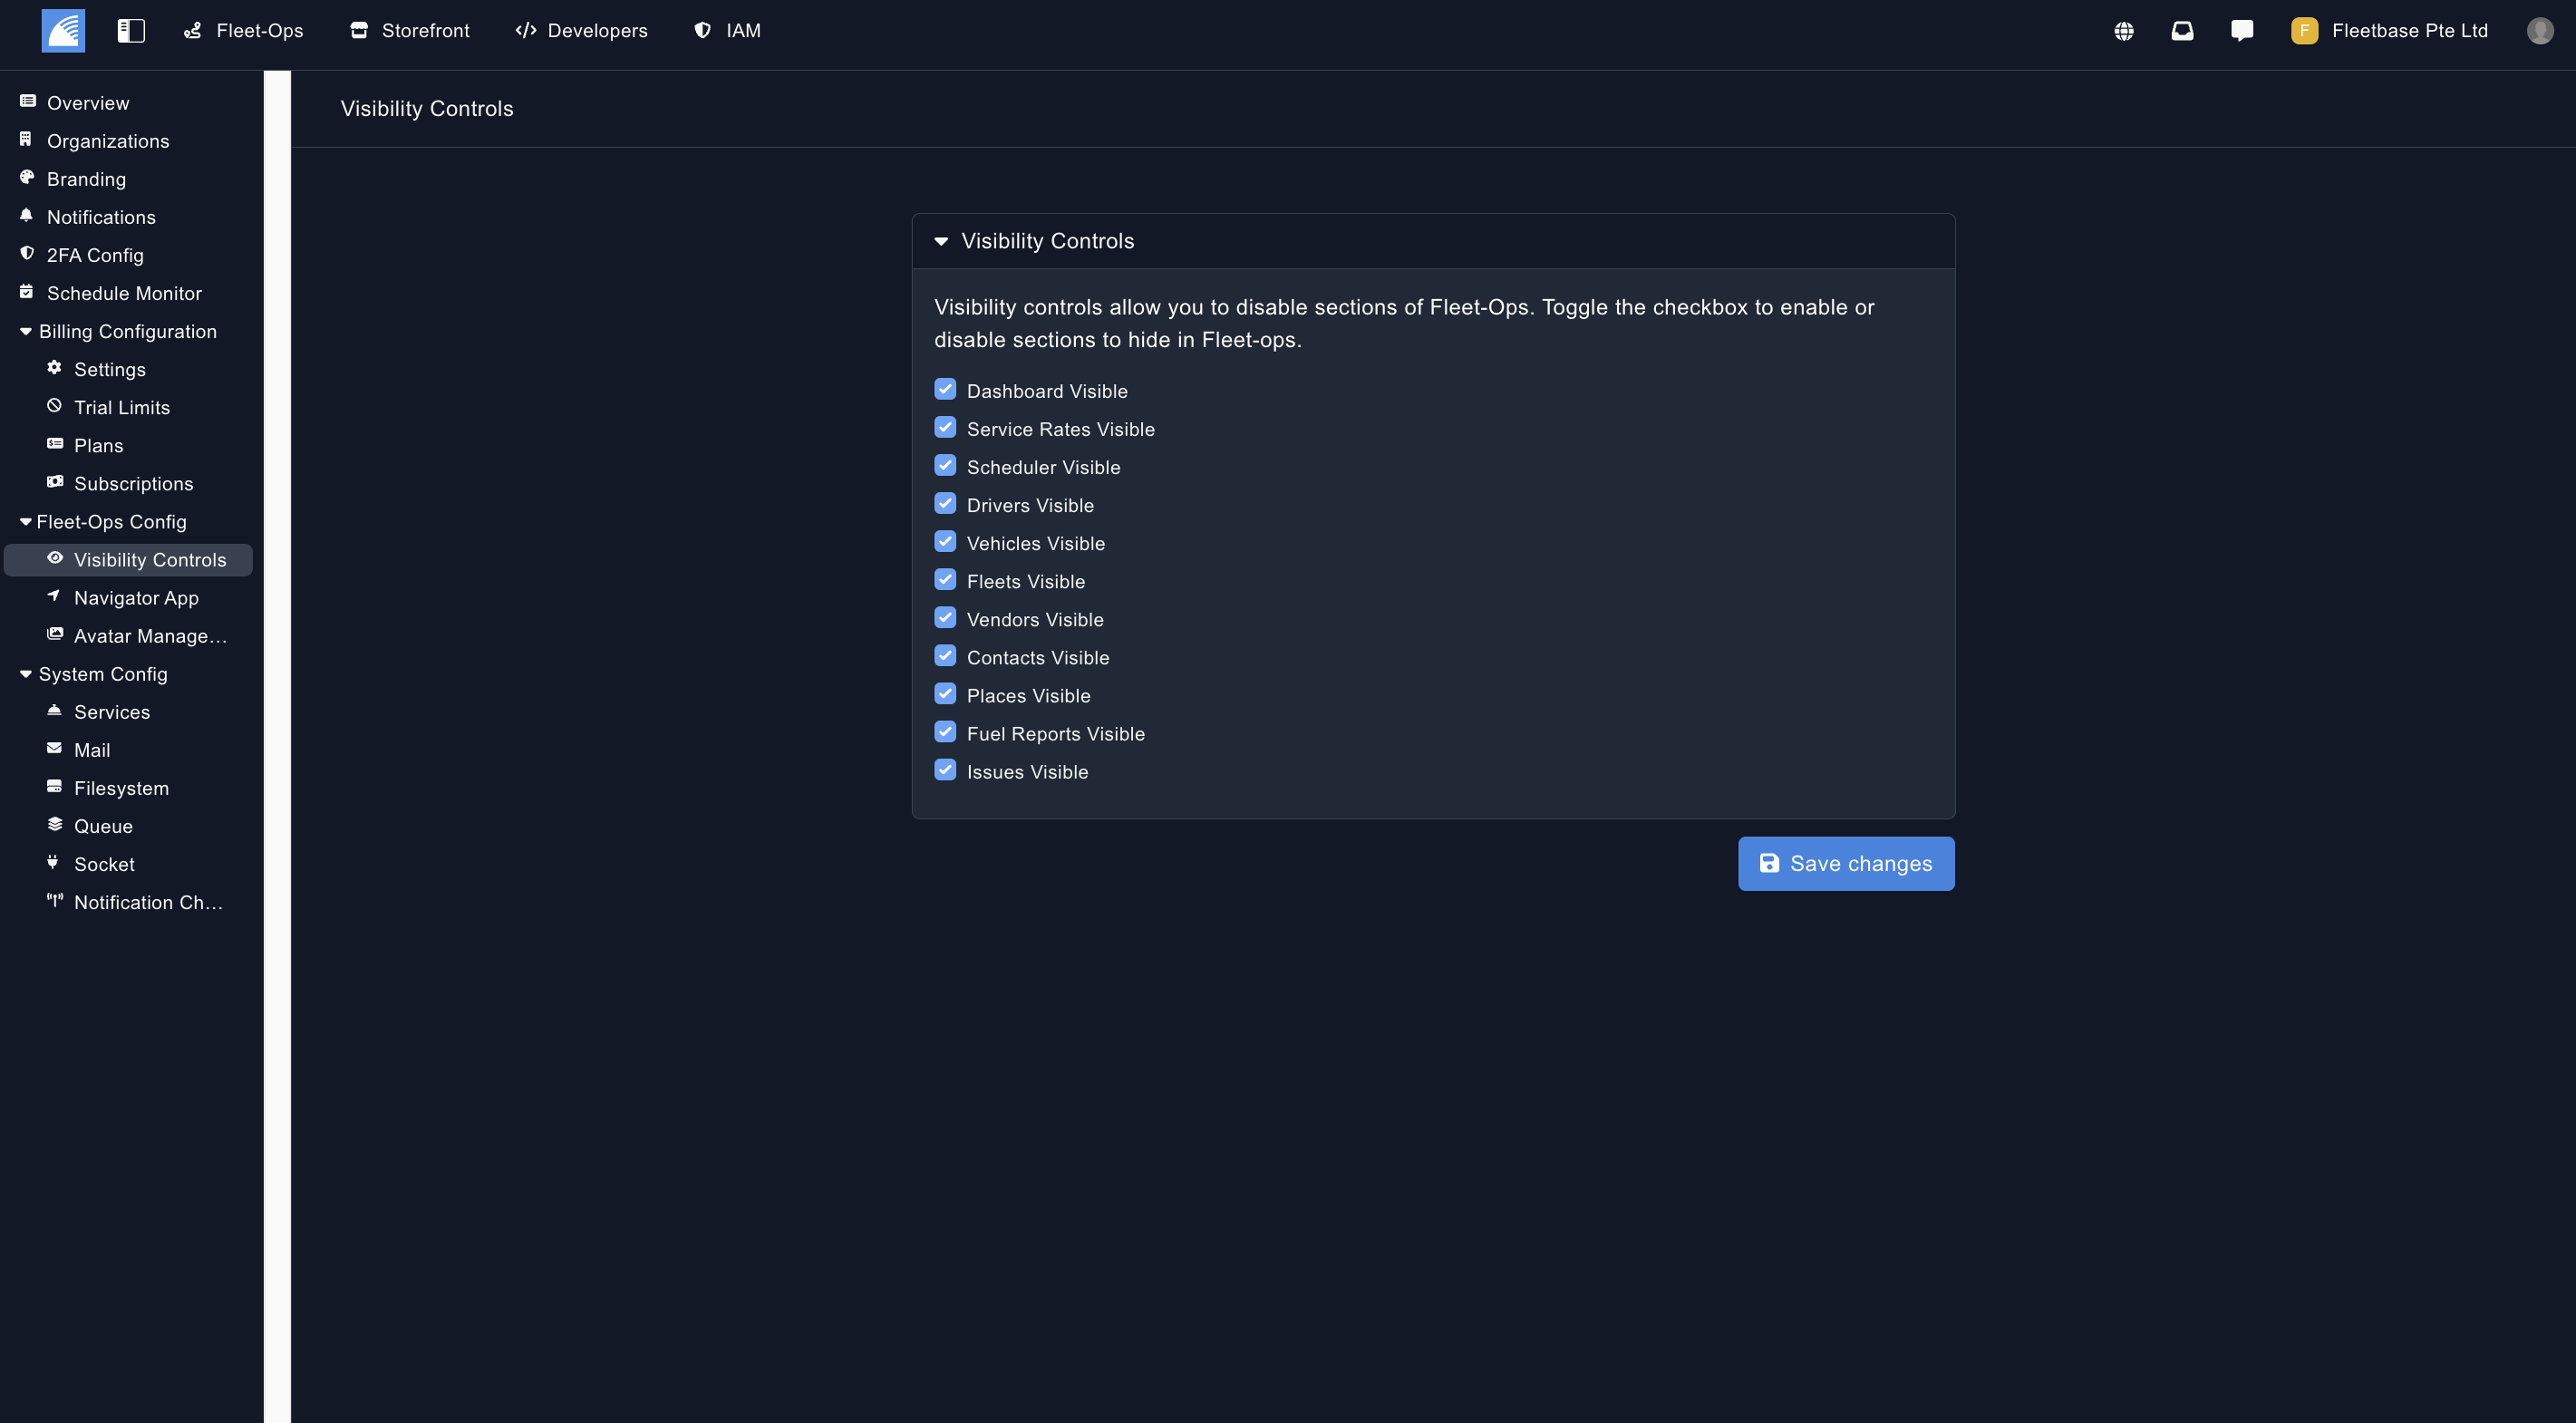 Fleet-Ops
Storefront
Developers
IAM
F
Fleetbase Pte Ltd
Overview
Organizations
Branding
Notifications
2FA Config
Schedule Monitor
Billing Configuration
Settings
Trial Limits
Plans
Subscriptions
Fleet-Ops Config
Visibility Controls
Navigator App
Avatar Manage...
System Config
Services
Mail
Filesystem
Queue
Socket
Notification Ch...
Visibility Controls
Visibility Controls
Visibility controls allow you to disable sections of Fleet-Ops. Toggle the checkbox to enable or
disable sections to hide in Fleet-ops.
Dashboard Visible
Service Rates Visible
Scheduler Visible
Drivers Visible
Vehicles Visible
Fleets Visible
Vendors Visible
Contacts Visible
Places Visible
Fuel Reports Visible
Issues Visible
Save changes